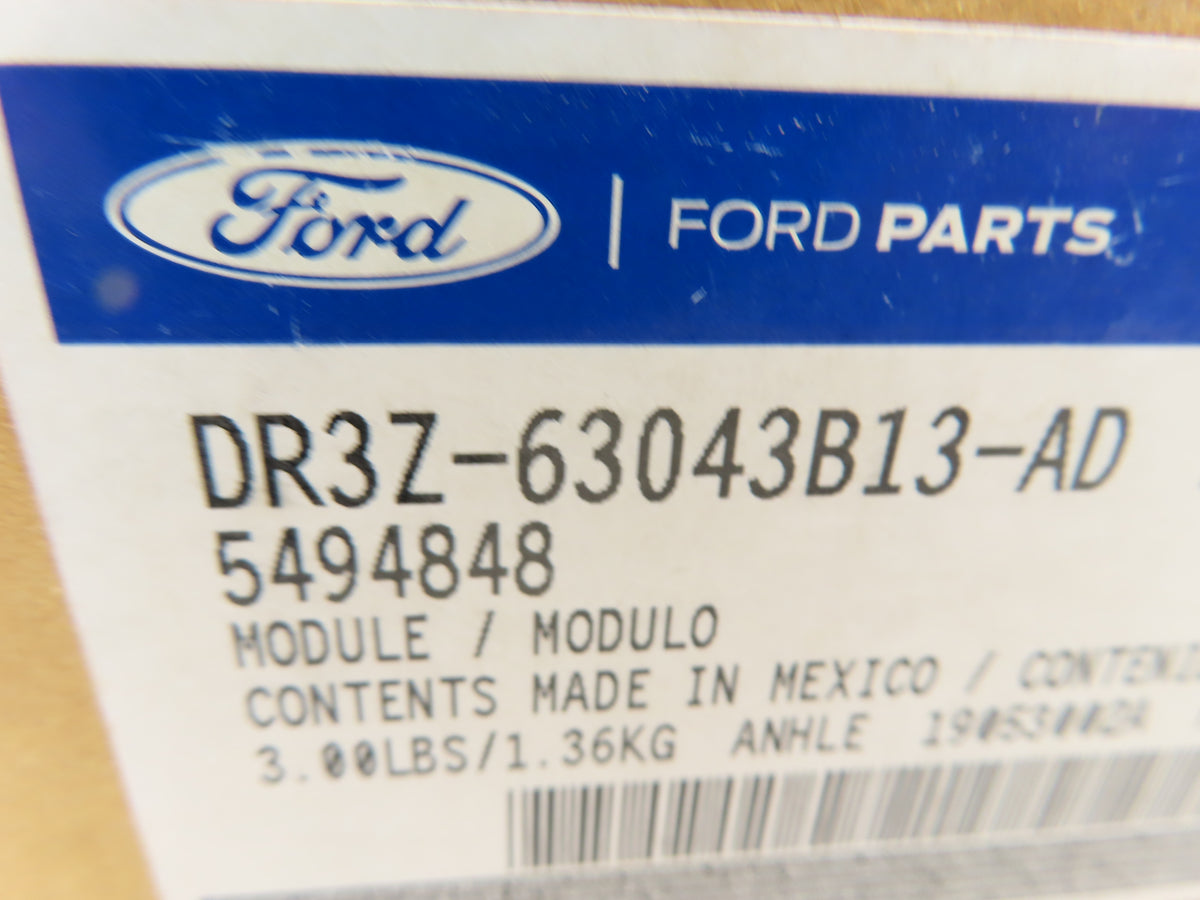 Ford | FORD PARTS
DR3Z-63043B13-AD
5494848
MODULE / MODULO
CONTENTS MADE IN MEXICO /
3.00LBS/1.36KG ANHLE